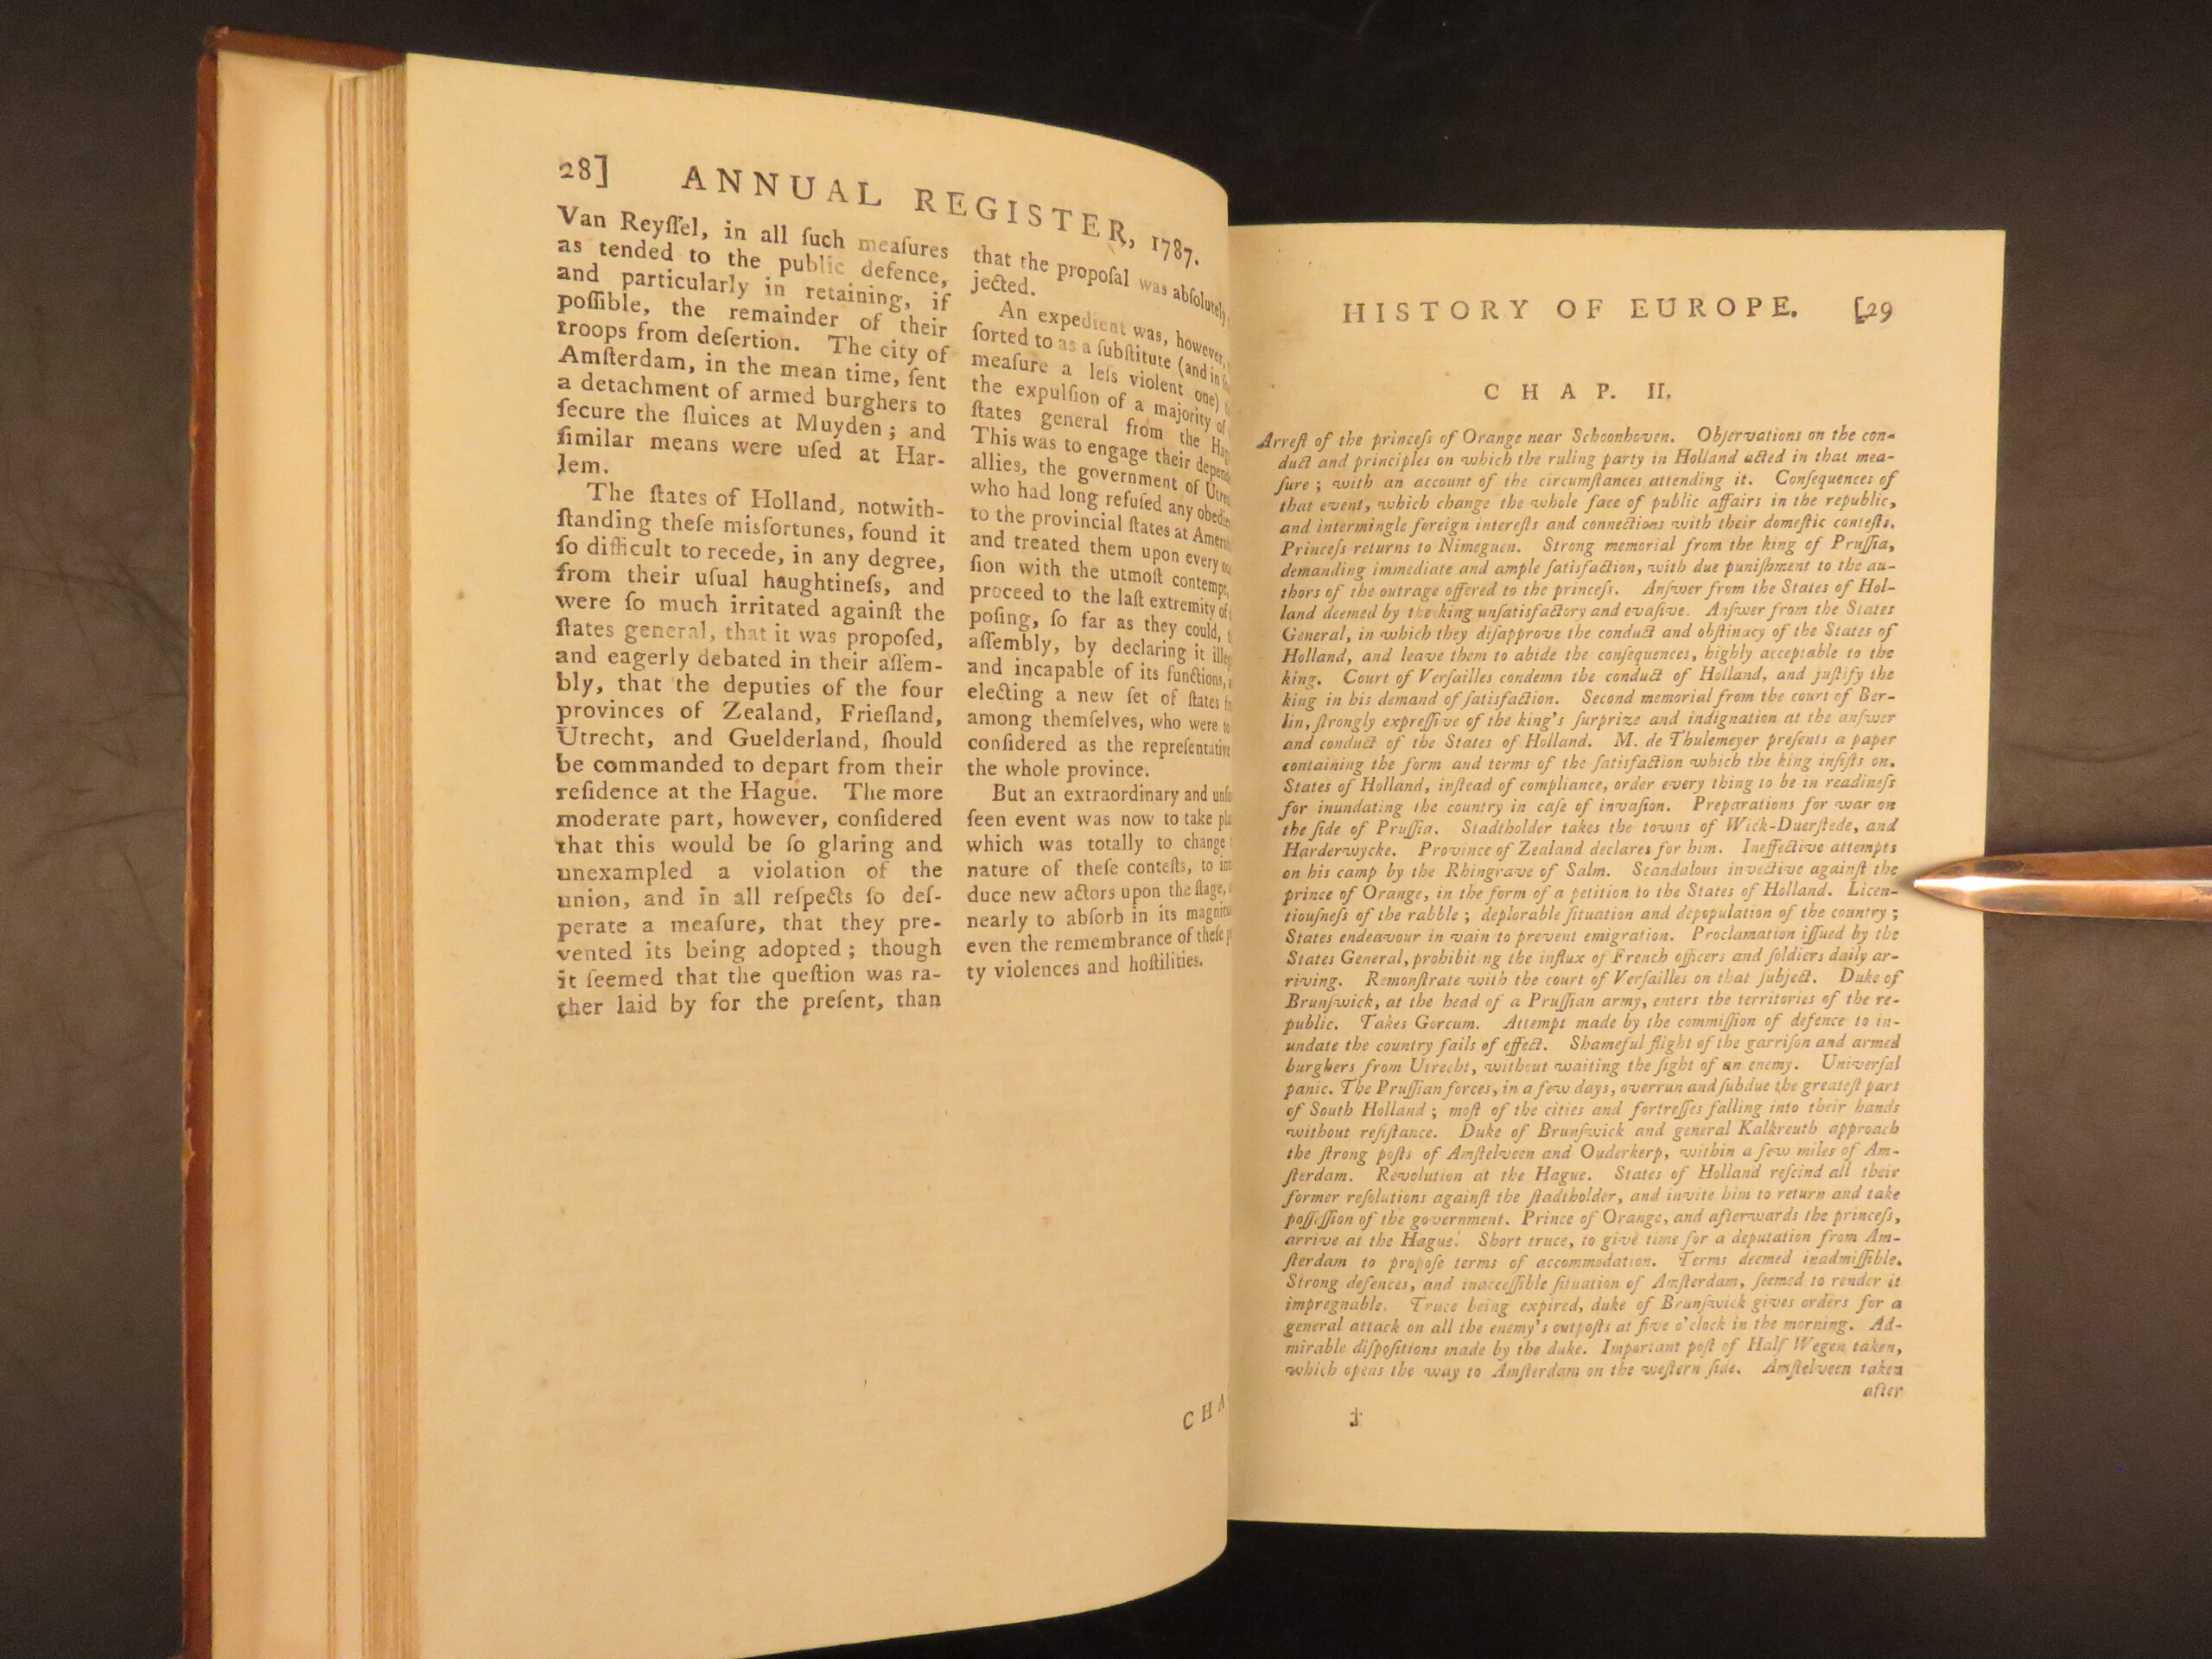 28] ANNUAL REGISTER, 1787.
Van Reyſſel, in all ſuch meaſures
as tended to the public defence,
and particularly in retaining, if
poſſible, the remainder of their
troops from deſertion. The city of
Amſterdam, in the mean time, ſent
a detachment of armed burghers to
ſecure the ſluices at Muyden; and
ſimilar means were uſed at Har-
lem.
The ſtates of Holland, notwith-
ſtanding theſe misfortunes, found it
ſo difficult to recede, in any degree,
from their uſual haughtineſs, and
were ſo much irritated againſt the
ſtates general, that it was propoſed,
and eagerly debated in their aſſem-
bly, that the deputies of the four
provinces of Zealand, Frieſland,
Utrecht, and Guelderland, ſhould
be commanded to depart from their
reſidence at the Hague. The more
moderate part, however, conſidered
that this would be ſo glaring and
unexampled a violation of the
union, and in all reſpects ſo deſ-
perate a meaſure, that they pre-
vented its being adopted; though
it ſeemed that the queſtion was ra-
ther laid by for the preſent, than
that the propoſal was abſolutely
jected.
An expedient was, however,
ſorted to as a ſubſtitute (and in
meaſure a leſs violent one)
the expulſion of a majority of
ſtates general from the
This was to engage their
allies, the government of
who had long refuſed any
to the provincial ſtates at
and treated them upon every
ſion with the utmoſt contempt,
proceed to the laſt extremity of
poſing, ſo far as they could,
aſſembly, by declaring it
and incapable of its functions,
electing a new ſet of ſtates
among themſelves, who were to
conſidered as the repreſentative
the whole province.
But an extraordinary and
ſeen event was now to take
which was totally to change
nature of theſe conteſts, to
duce new actors upon the ſtage,
nearly to abſorb in its
even the remembrance of theſe
ty violences and hoſtilities.
CHA
HISTORY OF EUROPE. [29
CHAP. II.
Arreſt of the princeſs of Orange near Schoonhoven. Obſervations on the con-
duct and principles on which the ruling party in Holland acted in that mea-
ſure; with an account of the circumſtances attending it. Conſequences of
that event, which change the whole face of public affairs in the republic,
and intermingle foreign intereſts and connections with their domeſtic conteſts.
Princeſs returns to Nimeguen. Strong memorial from the king of Pruſſia,
demanding immediate and ample ſatisfaction, with due puniſhment to the au-
thors of the outrage offered to the princeſs. Anſwer from the States of Hol-
land deemed by the king unſatisfactory and evaſive. Anſwer from the States
General, in which they diſapprove the conduct and obſtinacy of the States of
Holland, and leave them to abide the conſequences, highly acceptable to the
king. Court of Verſailles condemn the conduct of Holland, and juſtify the
king in his demand of ſatisfaction. Second memorial from the court of Ber-
lin, ſtrongly expreſſive of the king's ſurprize and indignation at the anſwer
and conduct of the States of Holland. M. de Thulemeyer preſents a paper
containing the form and terms of the ſatisfaction which the king inſiſts on.
States of Holland, inſtead of compliance, order every thing to be in readineſs
for inundating the country in caſe of invaſion. Preparations for war on
the ſide of Pruſſia. Stadtholder takes the towns of Wick-Duerſtede, and
Harderwycke. Province of Zealand declares for him. Ineffective attempts
on his camp by the Rhingrave of Salm. Scandalous invective againſt the
prince of Orange, in the form of a petition to the States of Holland. Licen-
tiouſneſs of the rabble; deplorable ſituation and depopulation of the country;
States endeavour in vain to prevent emigration. Proclamation iſſued by the
States General, prohibiting the influx of French officers and ſoldiers daily ar-
riving. Remonſtrate with the court of Verſailles on that ſubject. Duke of
Brunſwick, at the head of a Pruſſian army, enters the territories of the re-
public. Takes Gorcum. Attempt made by the commiſſion of defence to in-
undate the country fails of effect. Shameful flight of the garriſon and armed
burghers from Utrecht, without waiting the ſight of an enemy. Univerſal
panic. The Pruſſian forces, in a few days, overrun and ſubdue the greateſt part
of South Holland; moſt of the cities and fortreſſes falling into their hands
without reſiſtance. Duke of Brunſwick and general Kalkreuth approach
the ſtrong poſts of Amſtelveen and Ouderkerp, within a few miles of Am-
ſterdam. Revolution at the Hague. States of Holland reſcind all their
former reſolutions againſt the ſtadtholder, and invite him to return and take
poſſeſſion of the government. Prince of Orange, and afterwards the princeſs,
arrive at the Hague. Short truce, to give time for a deputation from Am-
ſterdam to propoſe terms of accommodation. Terms deemed inadmiſſible.
Strong defences, and inacceſſible ſituation of Amſterdam, ſeemed to render it
impregnable. Truce being expired, duke of Brunſwick gives orders for a
general attack on all the enemy's outpoſts at five o'clock in the morning. Ad-
mirable diſpoſitions made by the duke. Important poſt of Half Wegen taken,
which opens the way to Amſterdam on the weſtern ſide. Amſtelveen taken
after
‡